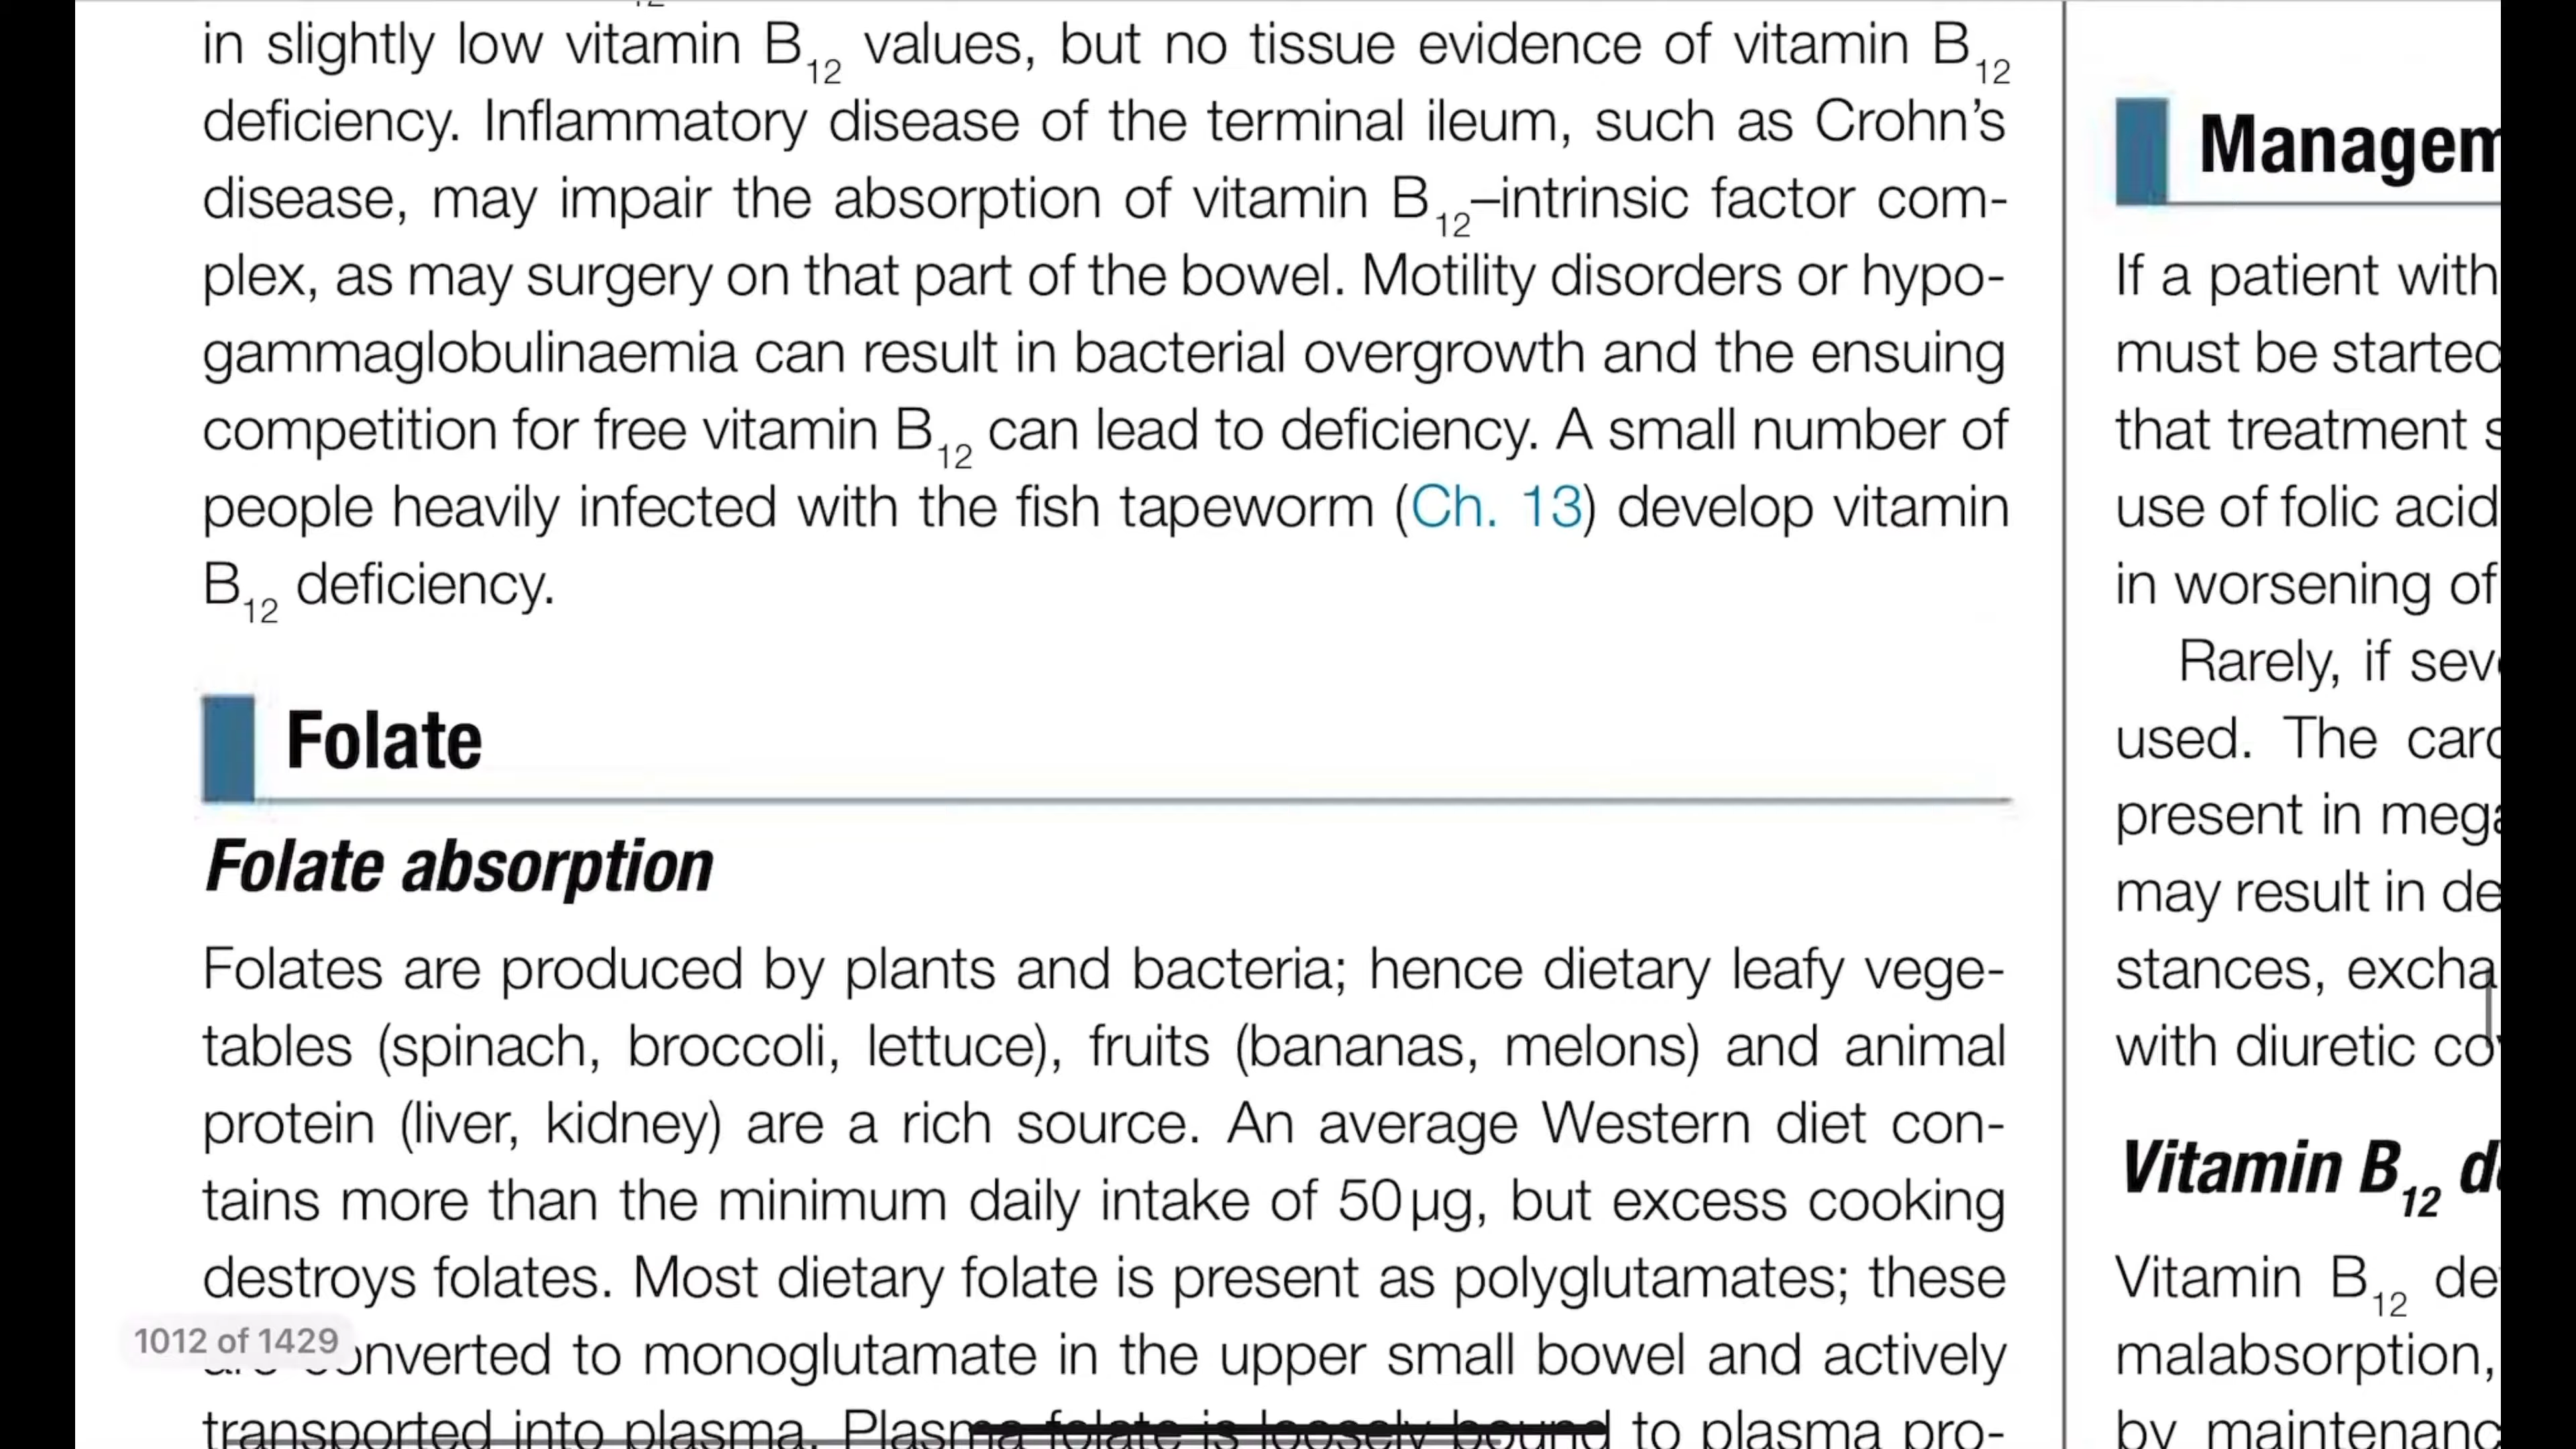 in slightly low vitamin B12 values, but no tissue evidence of vitamin B12
deficiency. Inflammatory disease of the terminal ileum, such as Crohn’s
disease, may impair the absorption of vitamin B12–intrinsic factor com-
plex, as may surgery on that part of the bowel. Motility disorders or hypo-
gammaglobulinaemia can result in bacterial overgrowth and the ensuing
competition for free vitamin B12 can lead to deficiency. A small number of
people heavily infected with the fish tapeworm (Ch. 13) develop vitamin
B12 deficiency.
Folate
Folate absorption
Folates are produced by plants and bacteria; hence dietary leafy vege-
tables (spinach, broccoli, lettuce), fruits (bananas, melons) and animal
protein (liver, kidney) are a rich source. An average Western diet con-
tains more than the minimum daily intake of 50 µg, but excess cooking
destroys folates. Most dietary folate is present as polyglutamates; these
converted to monoglutamate in the upper small bowel and actively
transported into plasma. Plasma folate is loosely bound to plasma pro-
1012 of 1429
Managem
If a patient with
must be started
that treatment s
use of folic acid
in worsening of
Rarely, if seve
used. The card
present in mega
may result in de
stances, excha
with diuretic cov
Vitamin B12 de
Vitamin B12 de
malabsorption,
by maintenanc